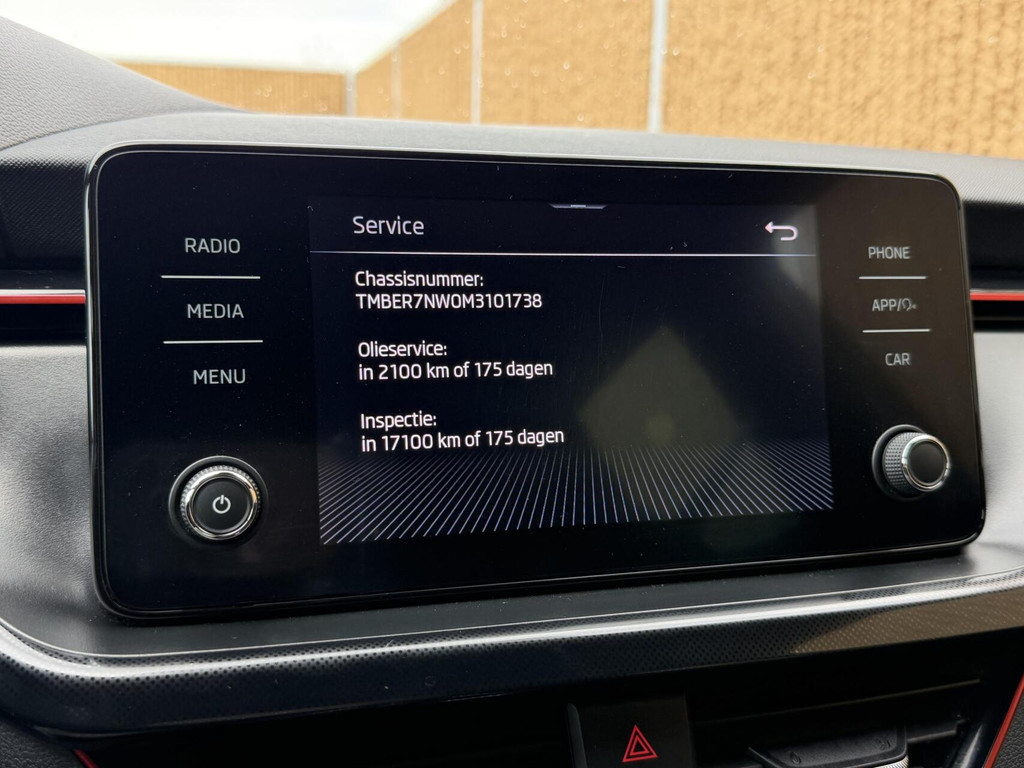 Service
RADIO
MEDIA
MENU
Chassisnummer:
TMBER7NW0M3101738
Olieservice:
in 2100 km of 175 dagen
Inspectie:
in 17100 km of 175 dagen
PHONE
APP/
CAR